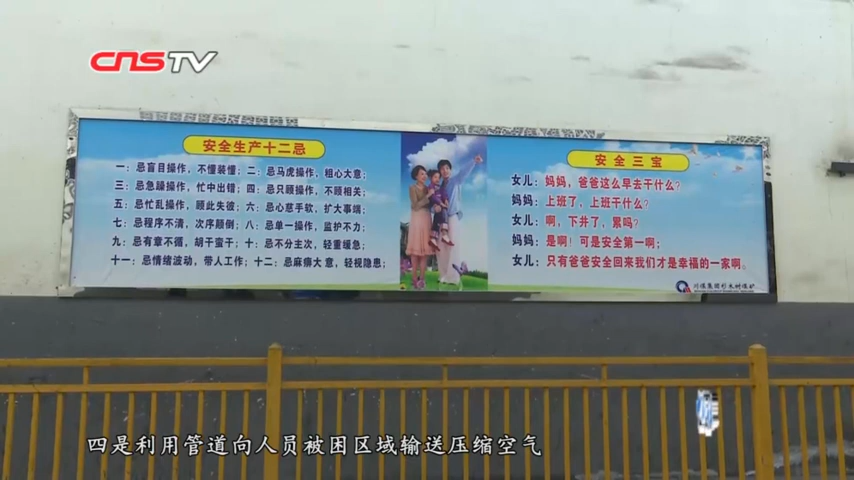 CNSTV
安全生产十二忌
一：忌盲目操作，不懂装懂；二：忌马虎操作，粗心大意；
三：忌急躁操作，忙中出错；四：忌只顾操作，不顾相关；
五：忌忙乱操作，顾此失彼；六：忌心慈手软，扩大事端；
七：忌程序不清，次序颠倒；八：忌单一操作，监护不力；
九：忌有章不循，胡干蛮干；十：忌不分主次，轻重缓急；
十一：忌情绪波动，带人工作；十二：忌麻痹大意，轻视隐患；
安全三宝
女儿：妈妈，爸爸这么早去干什么？
妈妈：上班了，上班干什么？
女儿：啊，下井了，累吗？
妈妈：是啊！可是安全第一啊；
女儿：只有爸爸安全回来我们才是幸福的一家啊。
川煤集团杉木树煤矿
四是利用管道向人员被困区域输送压缩空气